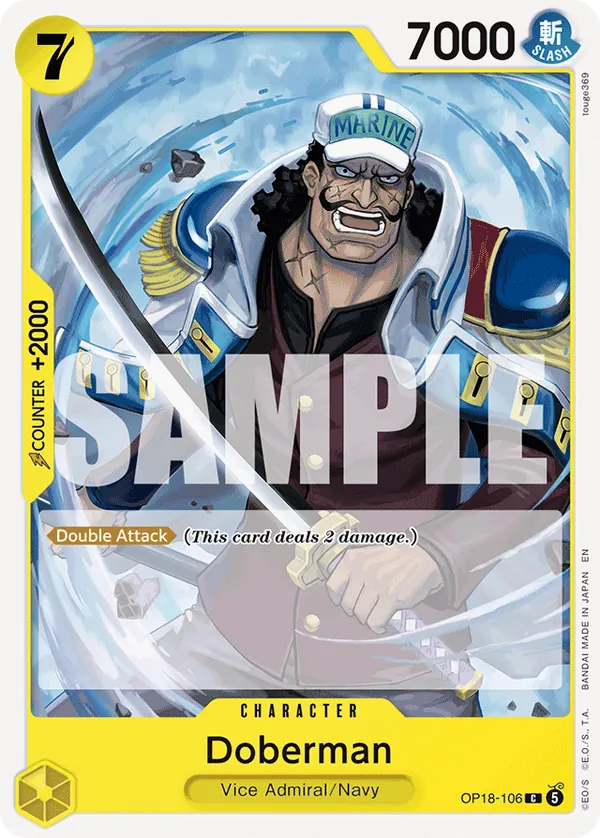 7
7000
斬
SLASH
touge369
MARINE
COUNTER +2000
SAMPLE
Double Attack (This card deals 2 damage.)
CHARACTER
Doberman
Vice Admiral/Navy
OP18-106 C 5
©E.O/S ©E.O./S., T.A. BANDAI MADE IN JAPAN EN